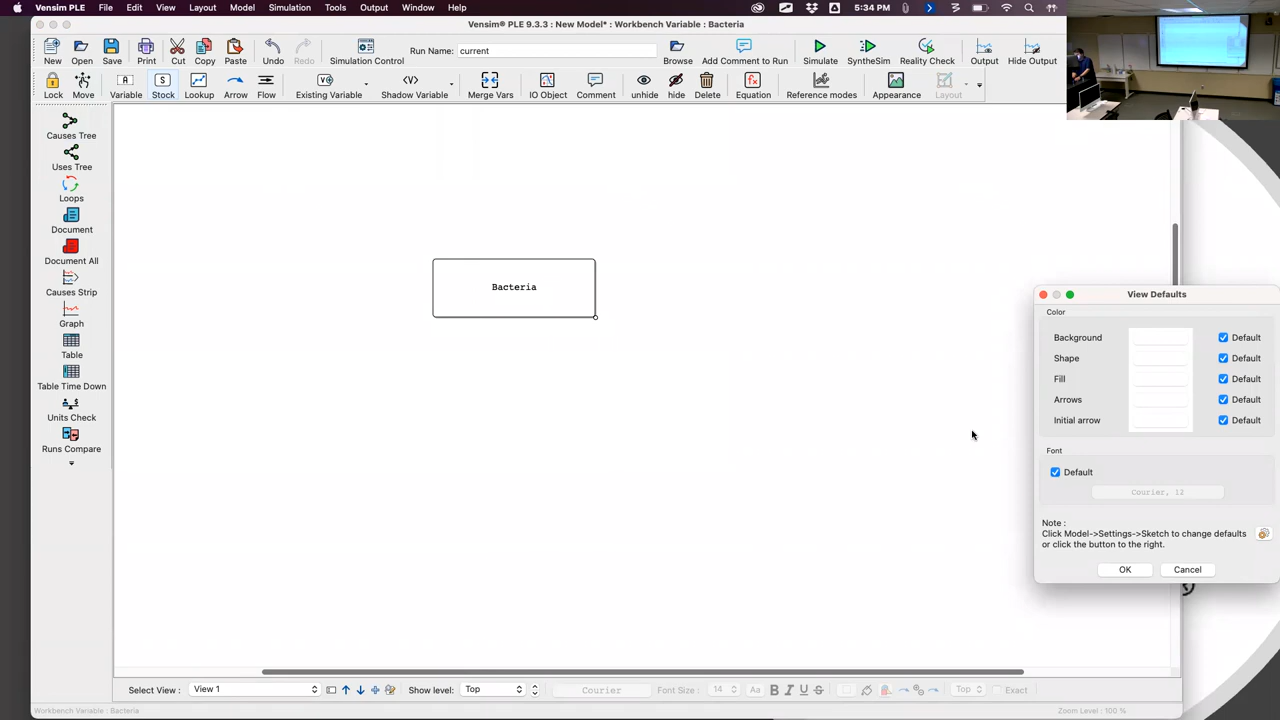 Vensim PLE File Edit View Layout Model Simulation Tools Output Window Help 5:34 PM
Vensim® PLE 9.3.3 : New Model* : Workbench Variable : Bacteria
New Open Save Print Cut Copy Paste Undo Redo Simulation Control Run Name: current Browse Add Comment to Run Simulate SyntheSim Reality Check Output Hide Output
Lock Move Variable Stock Lookup Arrow Flow Existing Variable Show Variable Merge Vars IO Object Comment unhide hide Delete Equation Reference modes Appearance Layout
Causes Tree
Uses Tree
Loops
Document
Document All
Causes Strip
Graph
Table
Table Time Down
Units Check
Runs Compare
Bacteria
View Defaults
Color
Background Default
Shape Default
Fill Default
Arrows Default
Initial arrow Default
Font
Default
Courier, 12
Note :
Click Model->Settings->Sketch to change defaults
or click the button to the right.
OK Cancel
Select View : View 1 Show level: Top Courier Font Size : 14 Aa B I U S Top Exact
Workbench Variable : Bacteria Zoom Level : 100 %